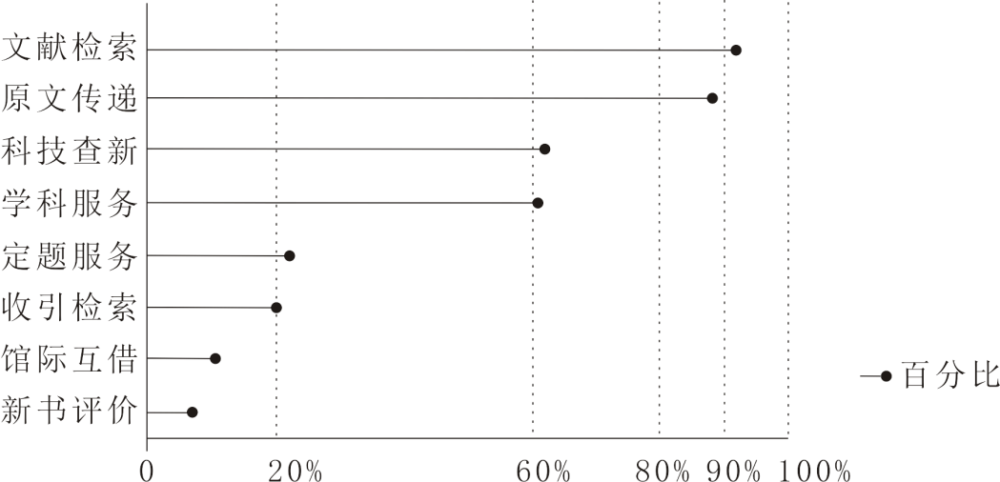 文献检索
原文传递
科技查新
学科服务
定题服务
收引检索
馆际互借
新书评价
百分比
0 20% 60% 80% 90% 100%